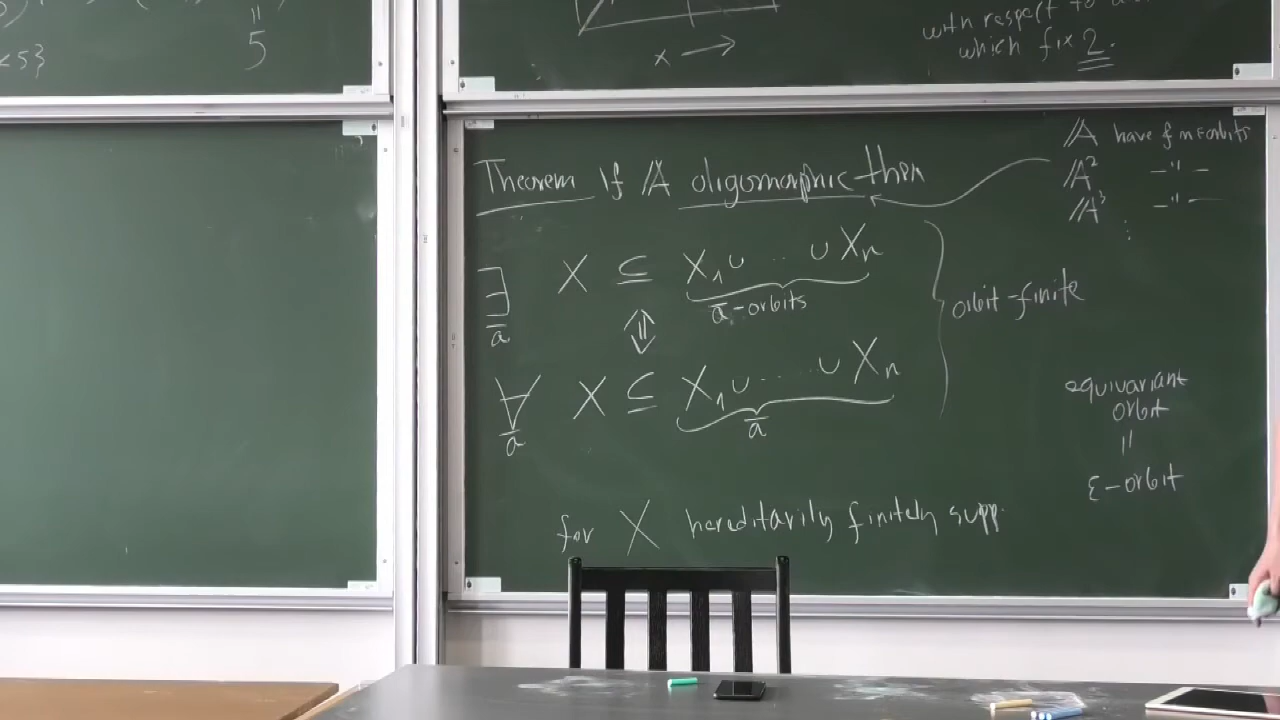 <53
"
5
x →
with respect to
which fix 2.
Theorem If 𝔸 oligomorphic then
∃ā X ⊆ X₁ ∪ .. ∪ Xₙ
ā-orbits
⇕
∀ā X ⊆ X₁ ∪ ... ∪ Xₙ
ā
orbit-finite
for X hereditarily finitely supp.
𝔸 have f m orbits
𝔸² -"-
𝔸³ -"-
⋮
equivariant
orbit
"
ε-orbit